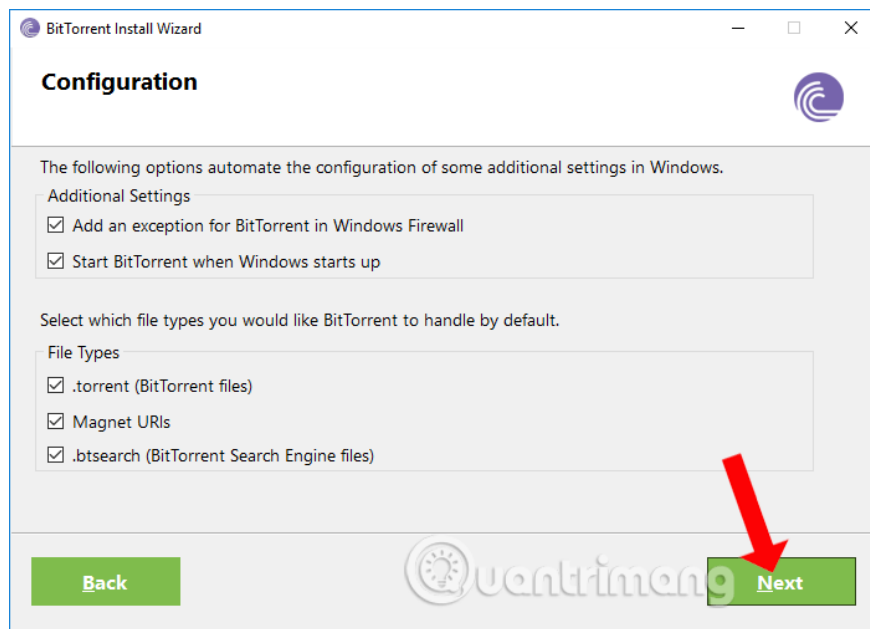 BitTorrent Install Wizard
Configuration
The following options automate the configuration of some additional settings in Windows.
Additional Settings
Add an exception for BitTorrent in Windows Firewall
Start BitTorrent when Windows starts up
Select which file types you would like BitTorrent to handle by default.
File Types
.torrent (BitTorrent files)
Magnet URIs
.btsearch (BitTorrent Search Engine files)
Back
Quantrimang
Next